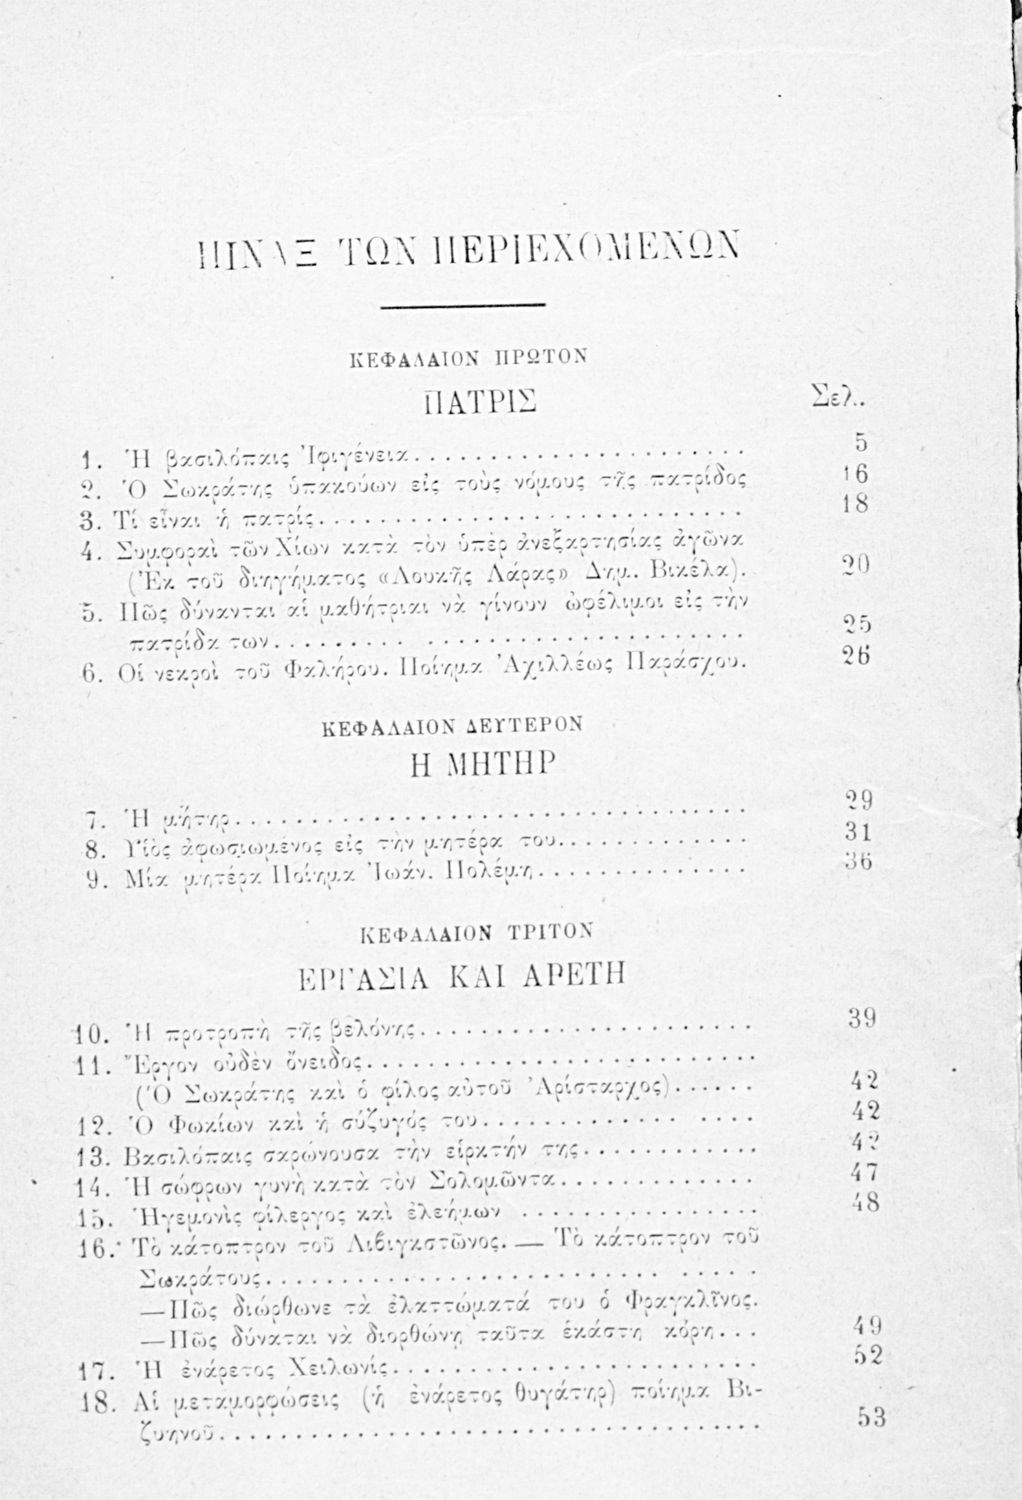 ΠΙΝΑΞ ΤΩΝ ΠΕΡΙΕΧΟΜΕΝΩΝ
ΚΕΦΑΛΑΙΟΝ ΠΡΩΤΟΝ
ΠΑΤΡΙΣ Σελ.
1. Ἡ βασιλόπαις Ἰφιγένεια...................... 5
2. Ὁ Σωκράτης ὑπακούων εἰς τοὺς νόμους τῆς πατρίδος 16
3. Τί εἶναι ἡ πατρίς............................ 18
4. Συμφοραὶ τῶν Χίων κατὰ τὸν ὑπὲρ ἀνεξαρτησίας ἀγῶνα
(Ἐκ τοῦ διηγήματος «Λουκῆς Λάρας» Δημ. Βικέλα). 20
5. Πῶς δύνανται αἱ μαθήτριαι νὰ γίνουν ὠφέλιμοι εἰς τὴν
πατρίδα των............................... 25
6. Οἱ νεκροὶ τοῦ Φαλήρου. Ποίημα Ἀχιλλέως Παράσχου. 26
ΚΕΦΑΛΑΙΟΝ ΔΕΥΤΕΡΟΝ
Η ΜΗΤΗΡ
7. Ἡ μήτηρ.................................. 29
8. Υἱὸς ἀφωσιωμένος εἰς τὴν μητέρα του............. 31
9. Μία μητέρα Ποίημα Ἰωάν. Πολέμη.............. 36
ΚΕΦΑΛΑΙΟΝ ΤΡΙΤΟΝ
ΕΡΓΑΣΙΑ ΚΑΙ ΑΡΕΤΗ
10. Ἡ προτροπὴ τῆς βελόνης...................... 39
11. Ἔργον οὐδὲν ὄνειδος..........................
(Ὁ Σωκράτης καὶ ὁ φίλος αὐτοῦ Ἀρίσταρχος)...... 42
12. Ὁ Φωκίων καὶ ἡ σύζυγός του................. 42
13. Βασιλόπαις σαρώνουσα τὴν εἱρκτήν της............ 42
14. Ἡ σώφρων γυνὴ κατὰ τὸν Σολομῶντα............. 47
15. Ἡγεμονὶς φίλεργος καὶ ἐλεήμων ................ 48
16. Τὸ κάτοπτρον τοῦ Λιβιγκστῶνος. — Τὸ κάτοπτρον τοῦ
Σωκράτους..............................
—Πῶς διώρθωνε τὰ ἐλαττώματά του ὁ Φραγκλῖνος.
—Πῶς δύναται νὰ διορθώνῃ ταῦτα ἑκάστη κόρη... 49
17. Ἡ ἐνάρετος Χειλωνίς........................ 52
18. Αἱ μεταμορφώσεις (ἡ ἐνάρετος θυγάτηρ) ποίημα Βι-
ζυηνοῦ.................................. 53